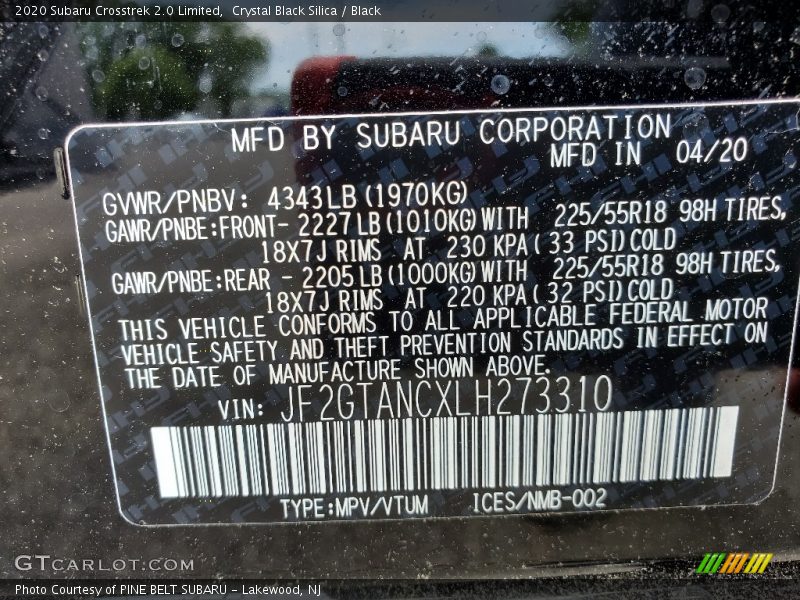 2020 Subaru Crosstrek 2.0 Limited, Crystal Black Silica / Black
MFD BY SUBARU CORPORATION
MFD IN 04/20
GVWR/PNBV: 4343LB(1970KG)
GAWR/PNBE:FRONT- 2227LB(1010KG)WITH 225/55R18 98H TIRES,
18X7J RIMS AT 230 KPA( 33 PSI)COLD
GAWR/PNBE:REAR - 2205LB(1000KG)WITH 225/55R18 98H TIRES,
18X7J RIMS AT 220 KPA( 32 PSI)COLD
THIS VEHICLE CONFORMS TO ALL APPLICABLE FEDERAL MOTOR
VEHICLE SAFETY AND THEFT PREVENTION STANDARDS IN EFFECT ON
THE DATE OF MANUFACTURE SHOWN ABOVE.
VIN: JF2GTANCXLH273310
TYPE:MPV/VTUM ICES/NMB-002
GTCARLOT.COM
Photo Courtesy of PINE BELT SUBARU - Lakewood, NJ